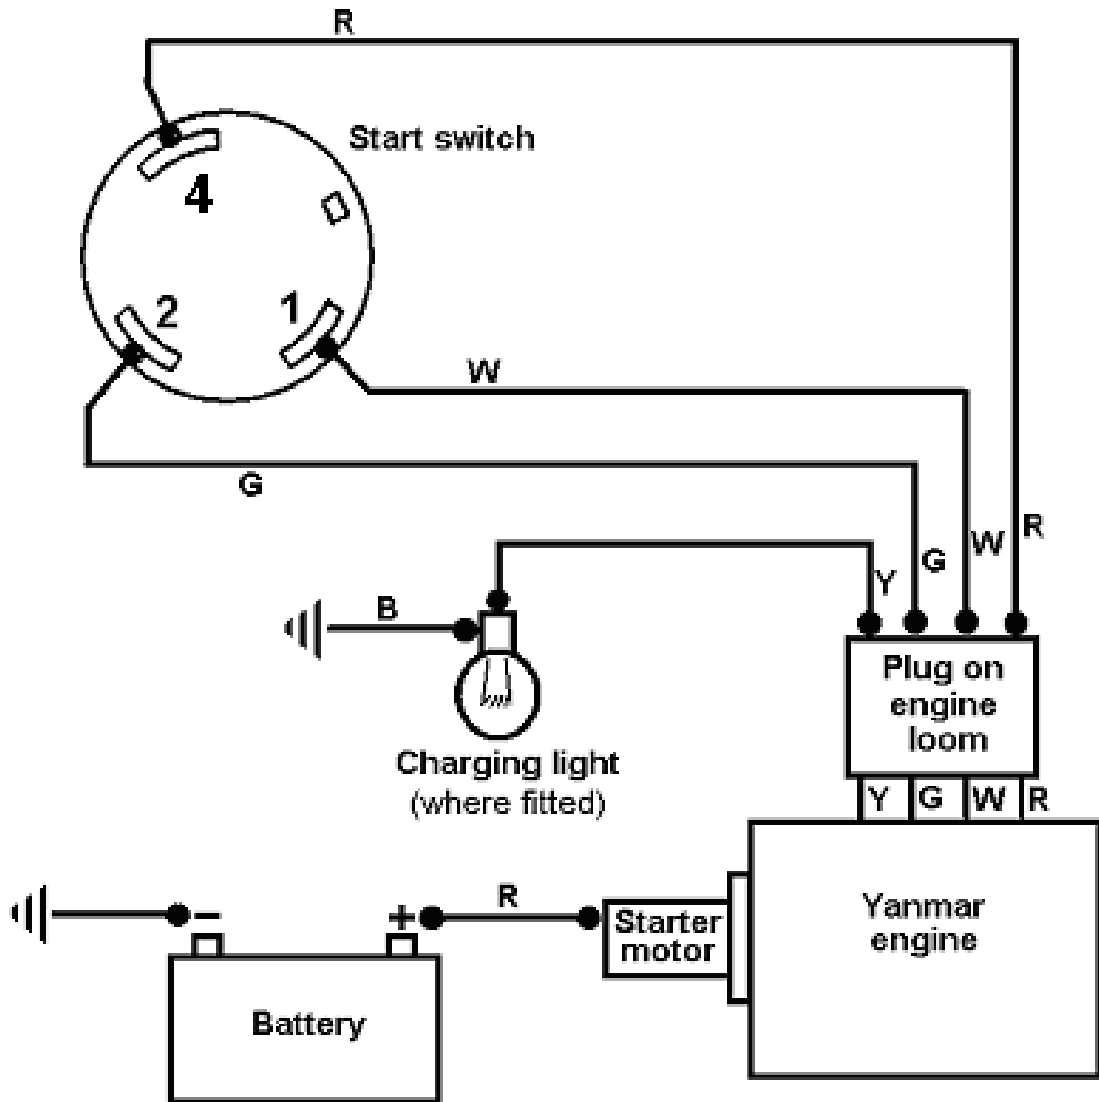 R
Start switch
4
2
1
W
G
R
W
G
Y
B
Plug on
engine
loom
Charging light
(where fitted)
Y G W R
R
− +
Starter
motor
Yanmar
engine
Battery